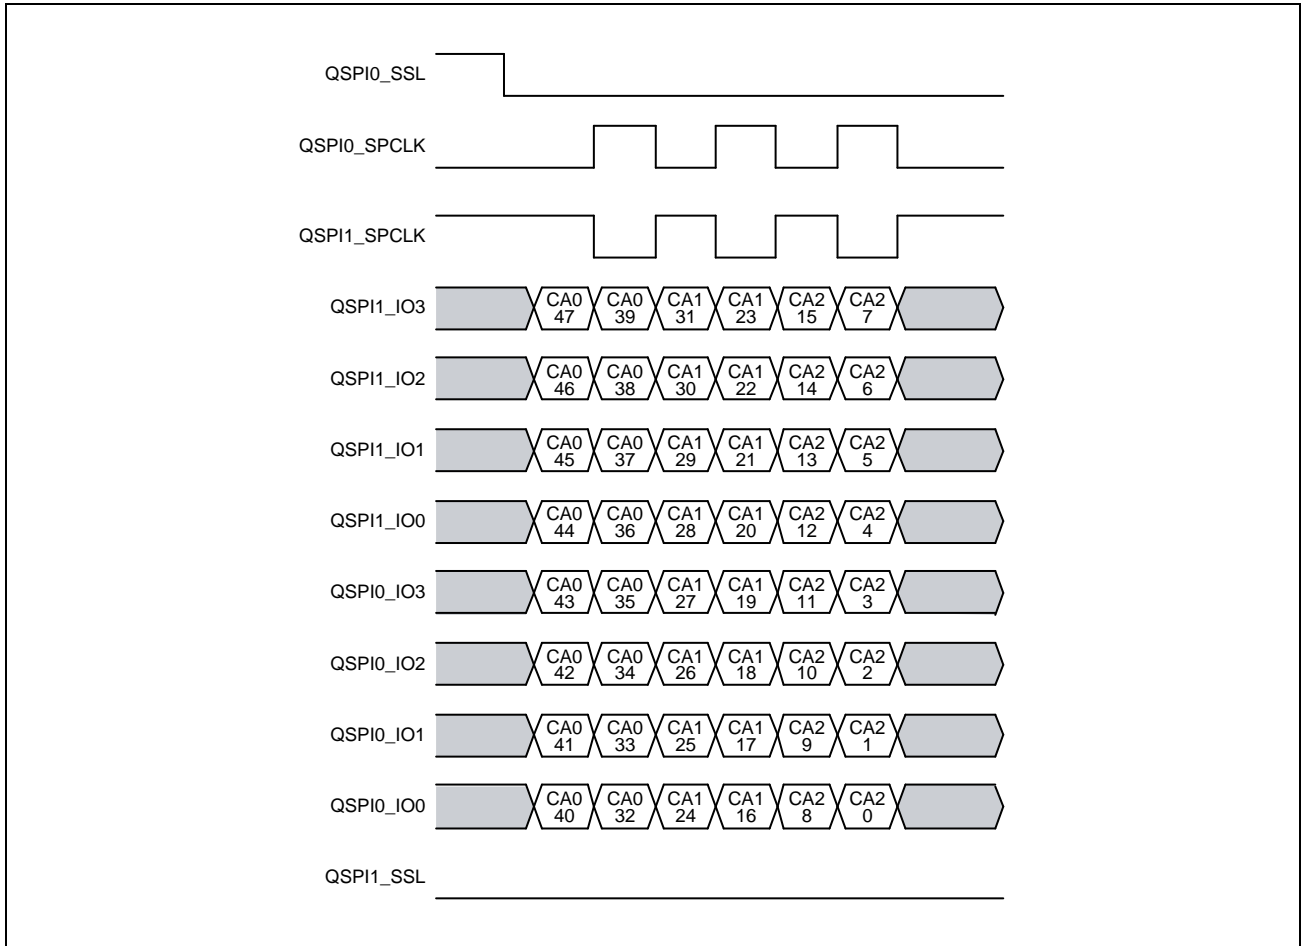 QSPI0_SSL
QSPI0_SPCLK
QSPI1_SPCLK
QSPI1_IO3 CA0 CA0 CA1 CA1 CA2 CA2
47 39 31 23 15 7
QSPI1_IO2 CA0 CA0 CA1 CA1 CA2 CA2
46 38 30 22 14 6
QSPI1_IO1 CA0 CA0 CA1 CA1 CA2 CA2
45 37 29 21 13 5
QSPI1_IO0 CA0 CA0 CA1 CA1 CA2 CA2
44 36 28 20 12 4
QSPI0_IO3 CA0 CA0 CA1 CA1 CA2 CA2
43 35 27 19 11 3
QSPI0_IO2 CA0 CA0 CA1 CA1 CA2 CA2
42 34 26 18 10 2
QSPI0_IO1 CA0 CA0 CA1 CA1 CA2 CA2
41 33 25 17 9 1
QSPI0_IO0 CA0 CA0 CA1 CA1 CA2 CA2
40 32 24 16 8 0
QSPI1_SSL